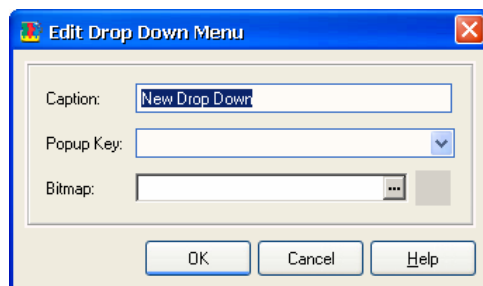 Edit Drop Down Menu
Caption: New Drop Down
Popup Key:
Bitmap: ...
OK Cancel Help